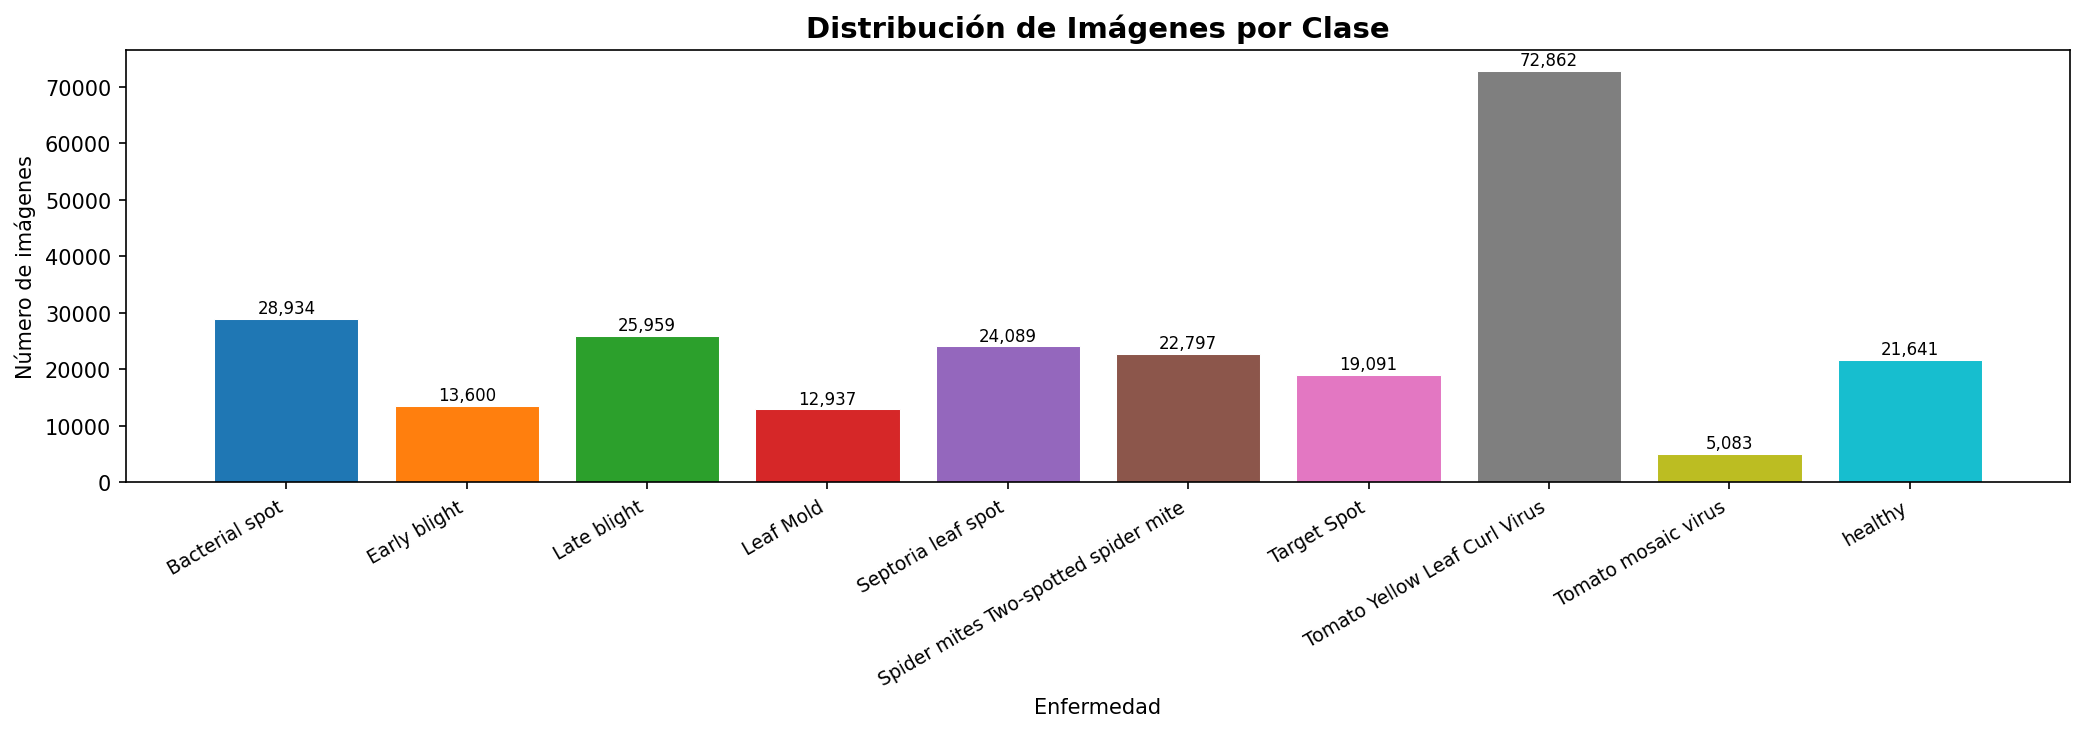 Distribución de Imágenes por Clase
Número de imágenes
70000
60000
50000
40000
30000
20000
10000
0
28,934
13,600
25,959
12,937
24,089
22,797
19,091
72,862
5,083
21,641
Bacterial spot
Early blight
Late blight
Leaf Mold
Septoria leaf spot
Spider mites Two-spotted spider mite
Target Spot
Tomato Yellow Leaf Curl Virus
Tomato mosaic virus
healthy
Enfermedad